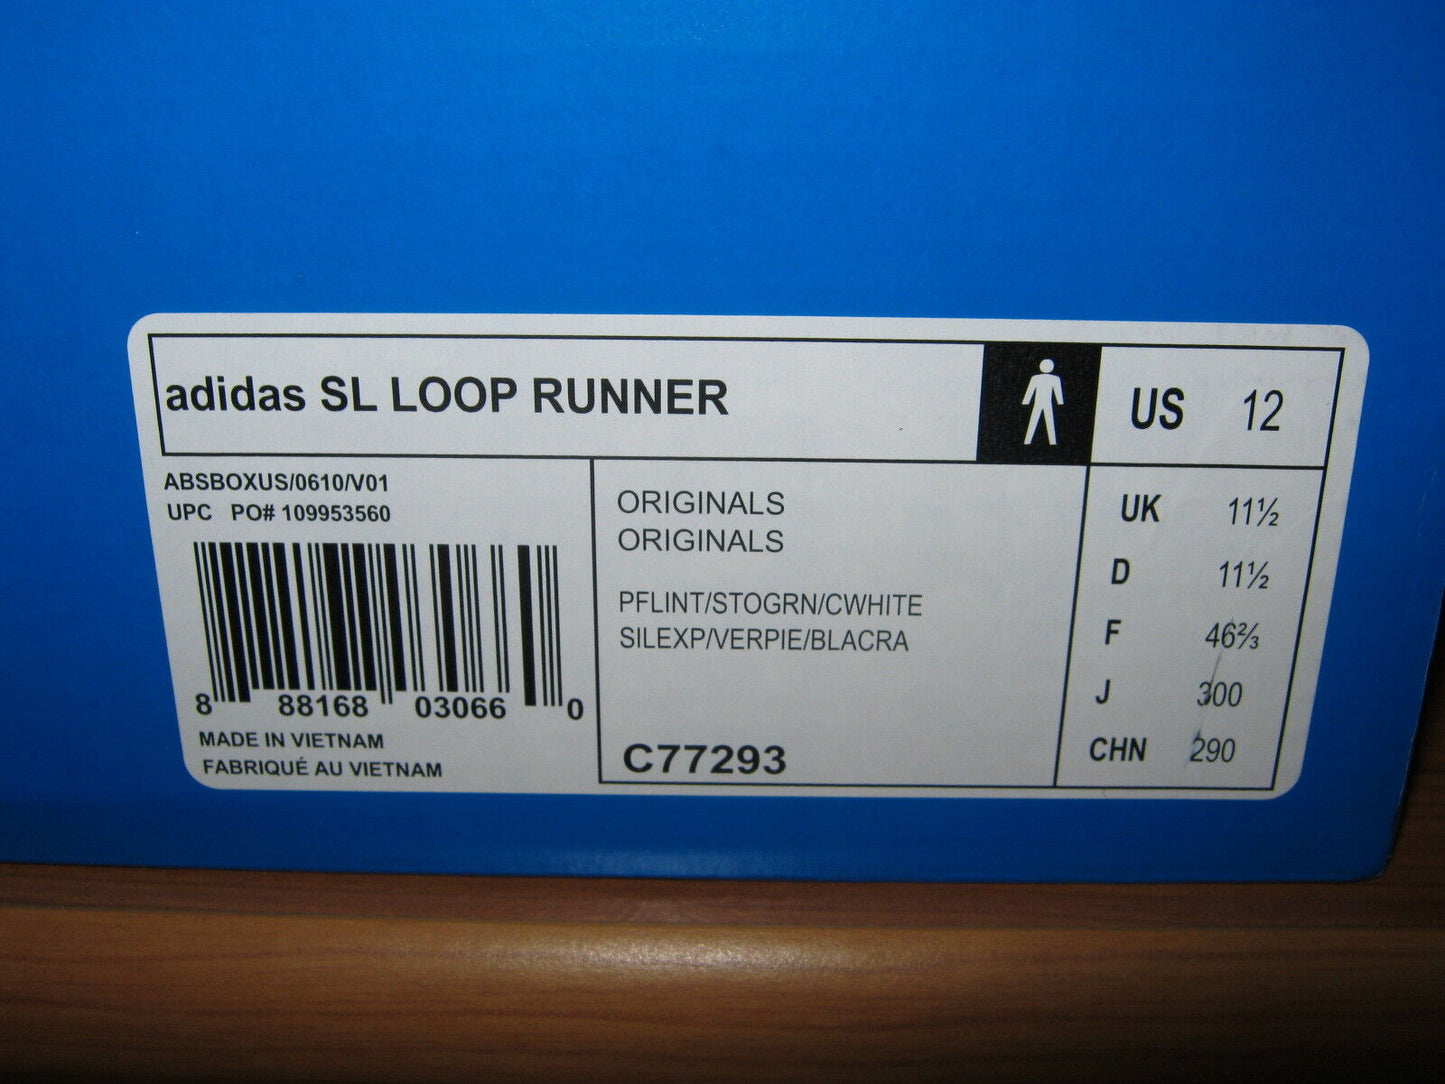 adidas SL LOOP RUNNER
US 12
ABSBOXUS/0610/V01
UPC PO# 109953560
8 88168 03066 0
MADE IN VIETNAM
FABRIQUÉ AU VIETNAM
ORIGINALS
ORIGINALS
PFLINT/STOGRN/CWHITE
SILEXP/VERPIE/BLACRA
C77293
UK 11½
D 11½
F 46⅔
J 300
CHN 290